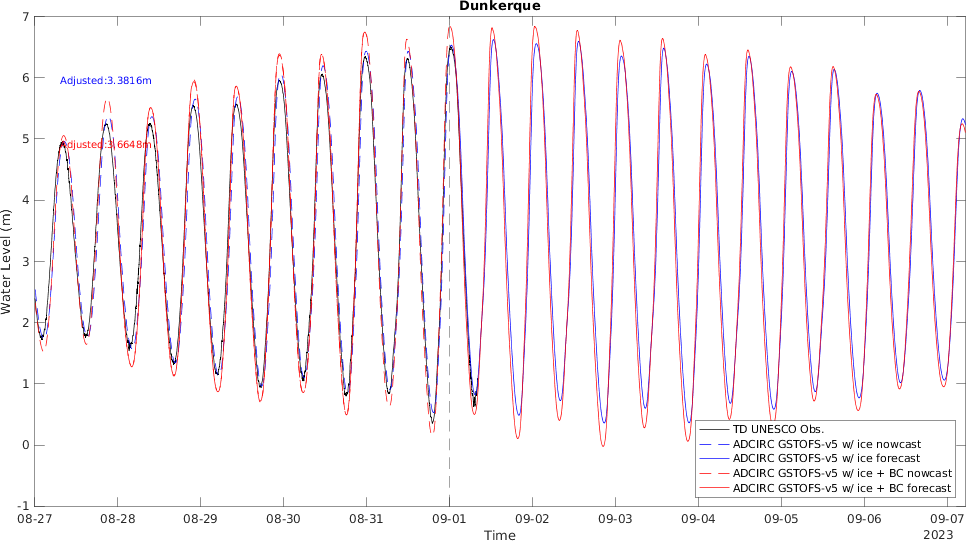 Dunkerque
7
6
5
4
3
2
1
0
-1
Water Level (m)
Adjusted:3.3816m
Adjusted:3.6648m
TD UNESCO Obs.
ADCIRC GSTOFS-v5 w/ ice nowcast
ADCIRC GSTOFS-v5 w/ ice forecast
ADCIRC GSTOFS-v5 w/ ice + BC nowcast
ADCIRC GSTOFS-v5 w/ ice + BC forecast
08-27 08-28 08-29 08-30 08-31 09-01 09-02 09-03 09-04 09-05 09-06 09-07
Time
2023